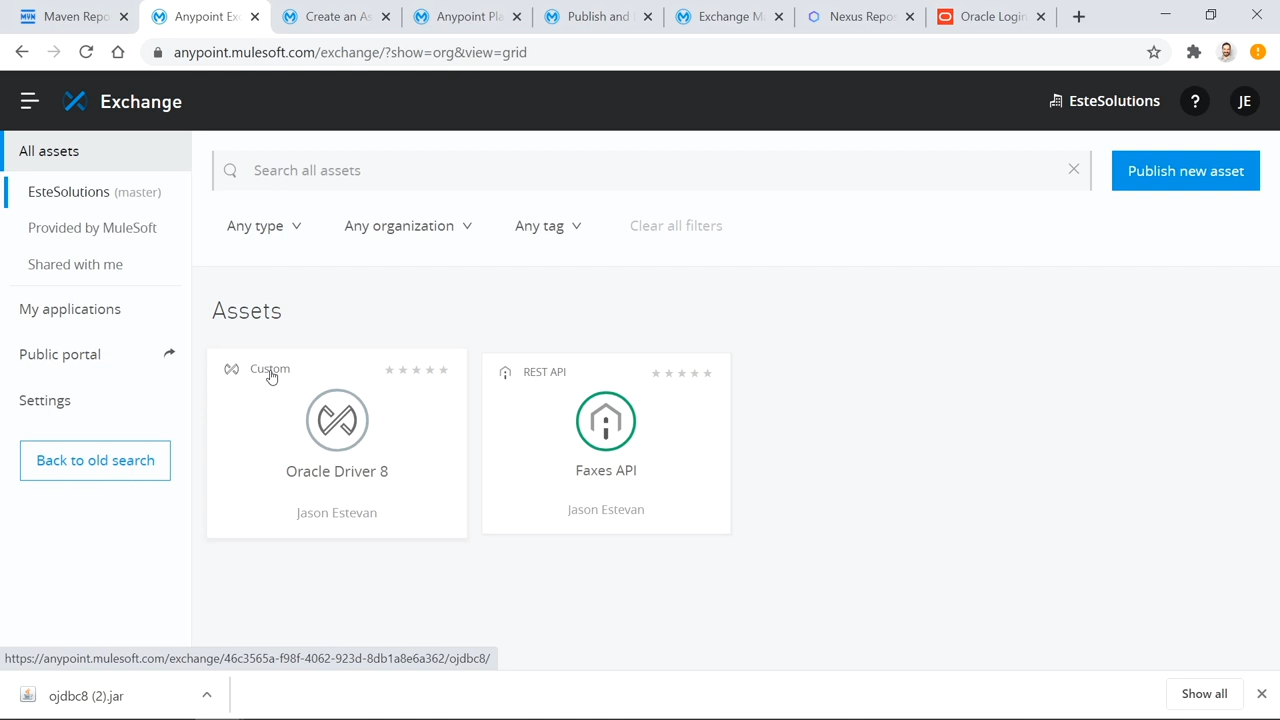 Maven Repo
Anypoint Ex
Create an As
Anypoint Pla
Publish and
Exchange M
Nexus Repos
Oracle Login
anypoint.mulesoft.com/exchange/?show=org&view=grid
Exchange
EsteSolutions
?
JE
All assets
EsteSolutions (master)
Provided by MuleSoft
Shared with me
My applications
Public portal
Settings
Back to old search
Search all assets
Publish new asset
Any type
Any organization
Any tag
Clear all filters
Assets
Custom
Oracle Driver 8
Jason Estevan
REST API
Faxes API
Jason Estevan
https://anypoint.mulesoft.com/exchange/46c3565a-f98f-4062-923d-8db1a8e6a362/ojdbc8/
ojdbc8 (2).jar
Show all